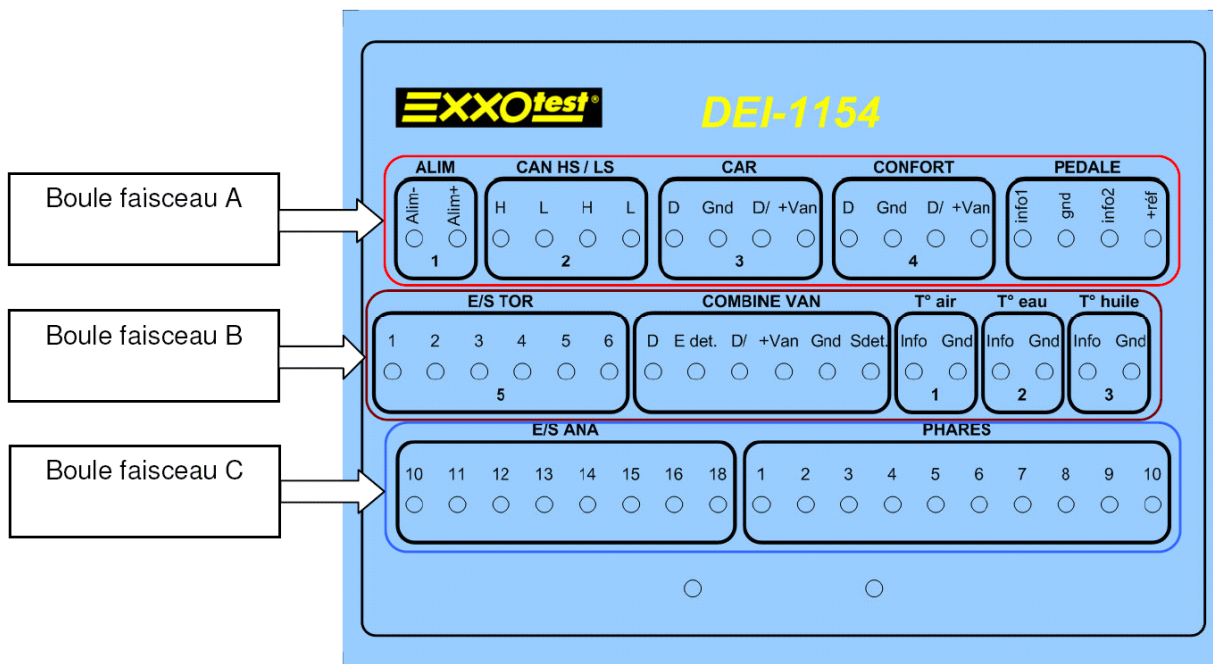 EXXOtest®
DEI-1154
Boule faisceau A
ALIM CAN HS / LS CAR CONFORT PEDALE
Alim- Alim+ H L H L D Gnd D/ +Van D Gnd D/ +Van info1 gnd info2 +réf
1 2 3 4
Boule faisceau B
E/S TOR COMBINE VAN T° air T° eau T° huile
1 2 3 4 5 6 D E det. D/ +Van Gnd Sdet. Info Gnd Info Gnd Info Gnd
5 1 2 3
Boule faisceau C
E/S ANA PHARES
10 11 12 13 14 15 16 18 1 2 3 4 5 6 7 8 9 10